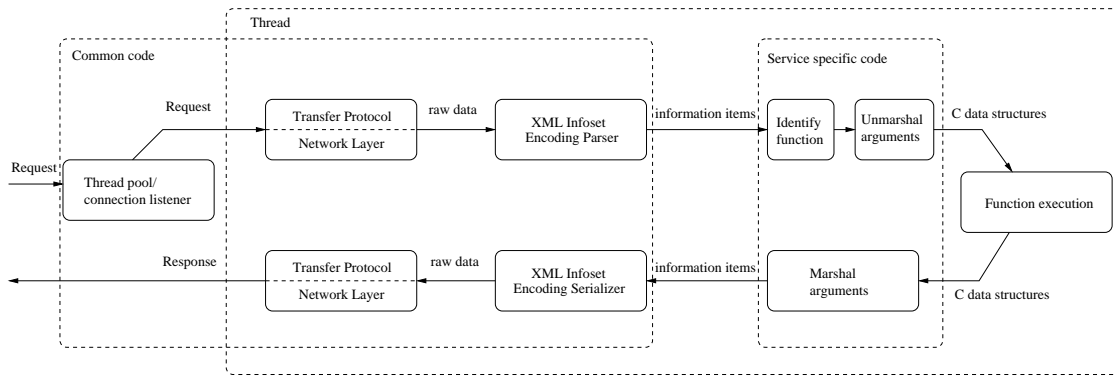 Thread
Common code
Service specific code
Request
Transfer Protocol
Network Layer
raw data
XML Infoset
Encoding Parser
information items
Identify
function
Unmarshal
arguments
C data structures
Request
Thread pool/
connection listener
Function execution
Response
Transfer Protocol
Network Layer
raw data
XML Infoset
Encoding Serializer
information items
Marshal
arguments
C data structures